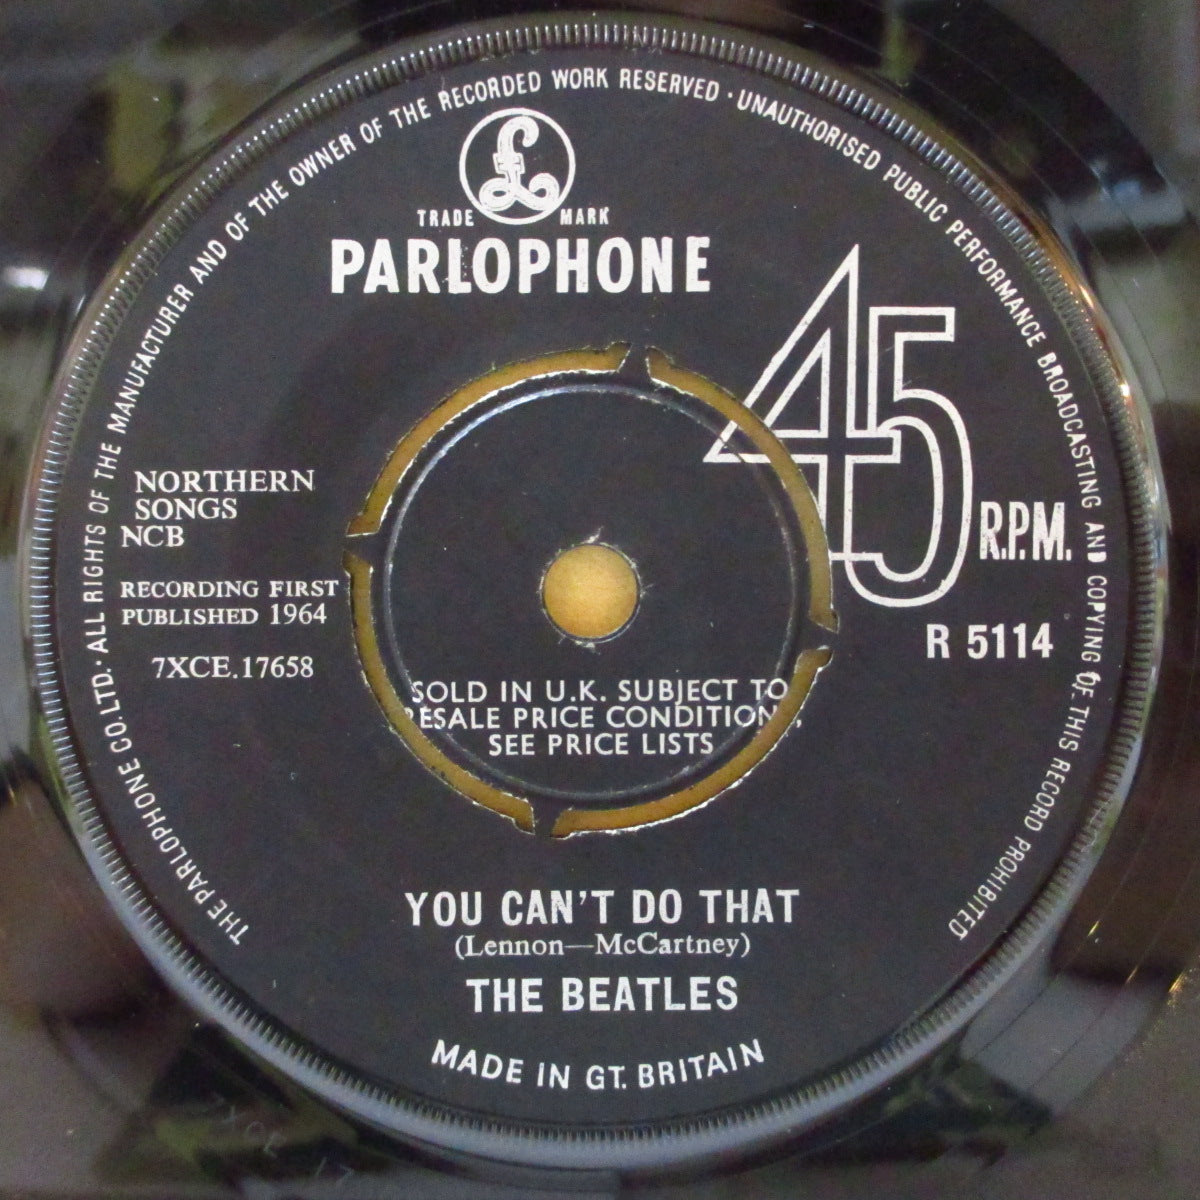 THE PARLOPHONE CO. LTD. · ALL RIGHTS OF THE MANUFACTURER AND OF THE OWNER OF THE RECORDED WORK RESERVED · UNAUTHORISED PUBLIC PERFORMANCE BROADCASTING AND COPYING OF THIS RECORD PROHIBITED
£
TRADE MARK
PARLOPHONE
45 R.P.M.
R 5114
NORTHERN
SONGS
NCB
RECORDING FIRST
PUBLISHED 1964
7XCE.17658
SOLD IN U.K. SUBJECT TO
RESALE PRICE CONDITIONS,
SEE PRICE LISTS
YOU CAN'T DO THAT
(Lennon—McCartney)
THE BEATLES
MADE IN GT. BRITAIN
7XCE 17